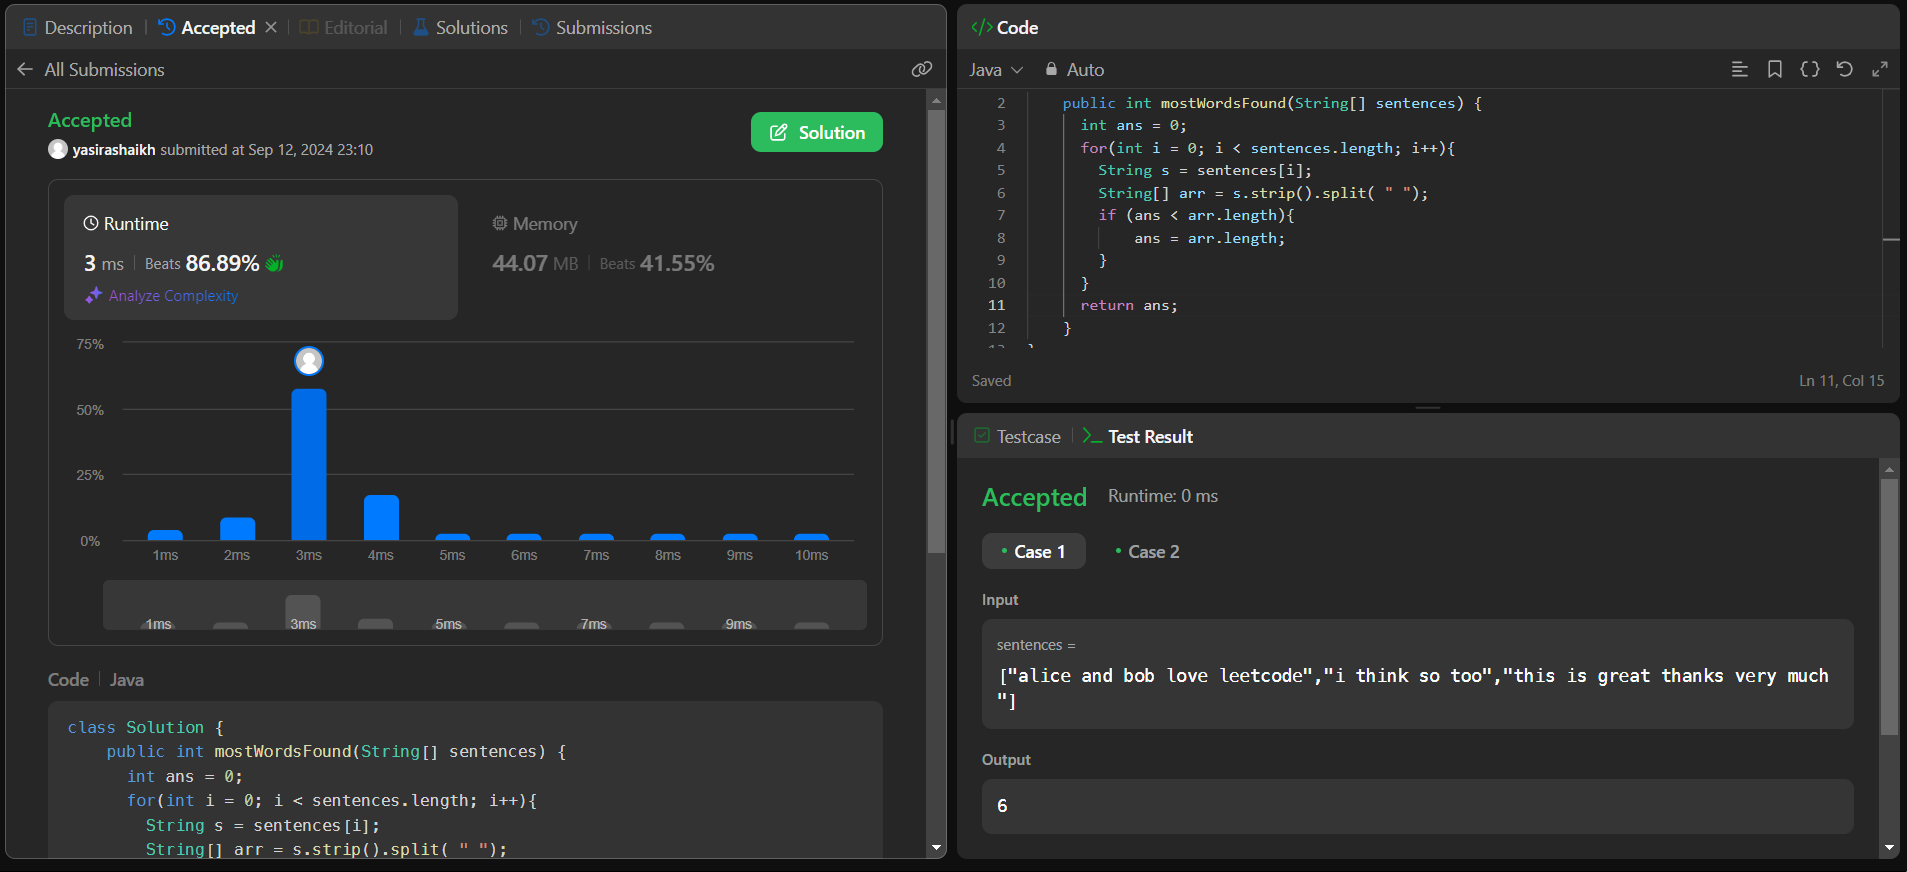 Description
Accepted
Editorial
Solutions
Submissions
All Submissions
Accepted
yasirashaikh submitted at Sep 12, 2024 23:10
Solution
Runtime
3 ms | Beats 86.89%
Analyze Complexity
Memory
44.07 MB | Beats 41.55%
75%
50%
25%
0%
1ms 2ms 3ms 4ms 5ms 6ms 7ms 8ms 9ms 10ms
1ms 3ms 5ms 7ms 9ms
Code | Java
class Solution {
public int mostWordsFound(String[] sentences) {
int ans = 0;
for(int i = 0; i < sentences.length; i++){
String s = sentences[i];
String[] arr = s.strip().split( " ");
</> Code
Java
Auto
2 public int mostWordsFound(String[] sentences) {
3 int ans = 0;
4 for(int i = 0; i < sentences.length; i++){
5 String s = sentences[i];
6 String[] arr = s.strip().split( " ");
7 if (ans < arr.length){
8 ans = arr.length;
9 }
10 }
11 return ans;
12 }
Saved
Ln 11, Col 15
Testcase
Test Result
Accepted
Runtime: 0 ms
Case 1
Case 2
Input
sentences =
["alice and bob love leetcode","i think so too","this is great thanks very much
"]
Output
6